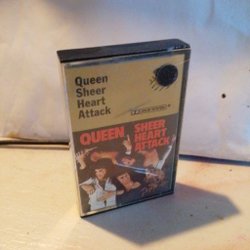 Queen
Sheer
Heart
Attack
QUEEN SHEER
HEART
ATTACK